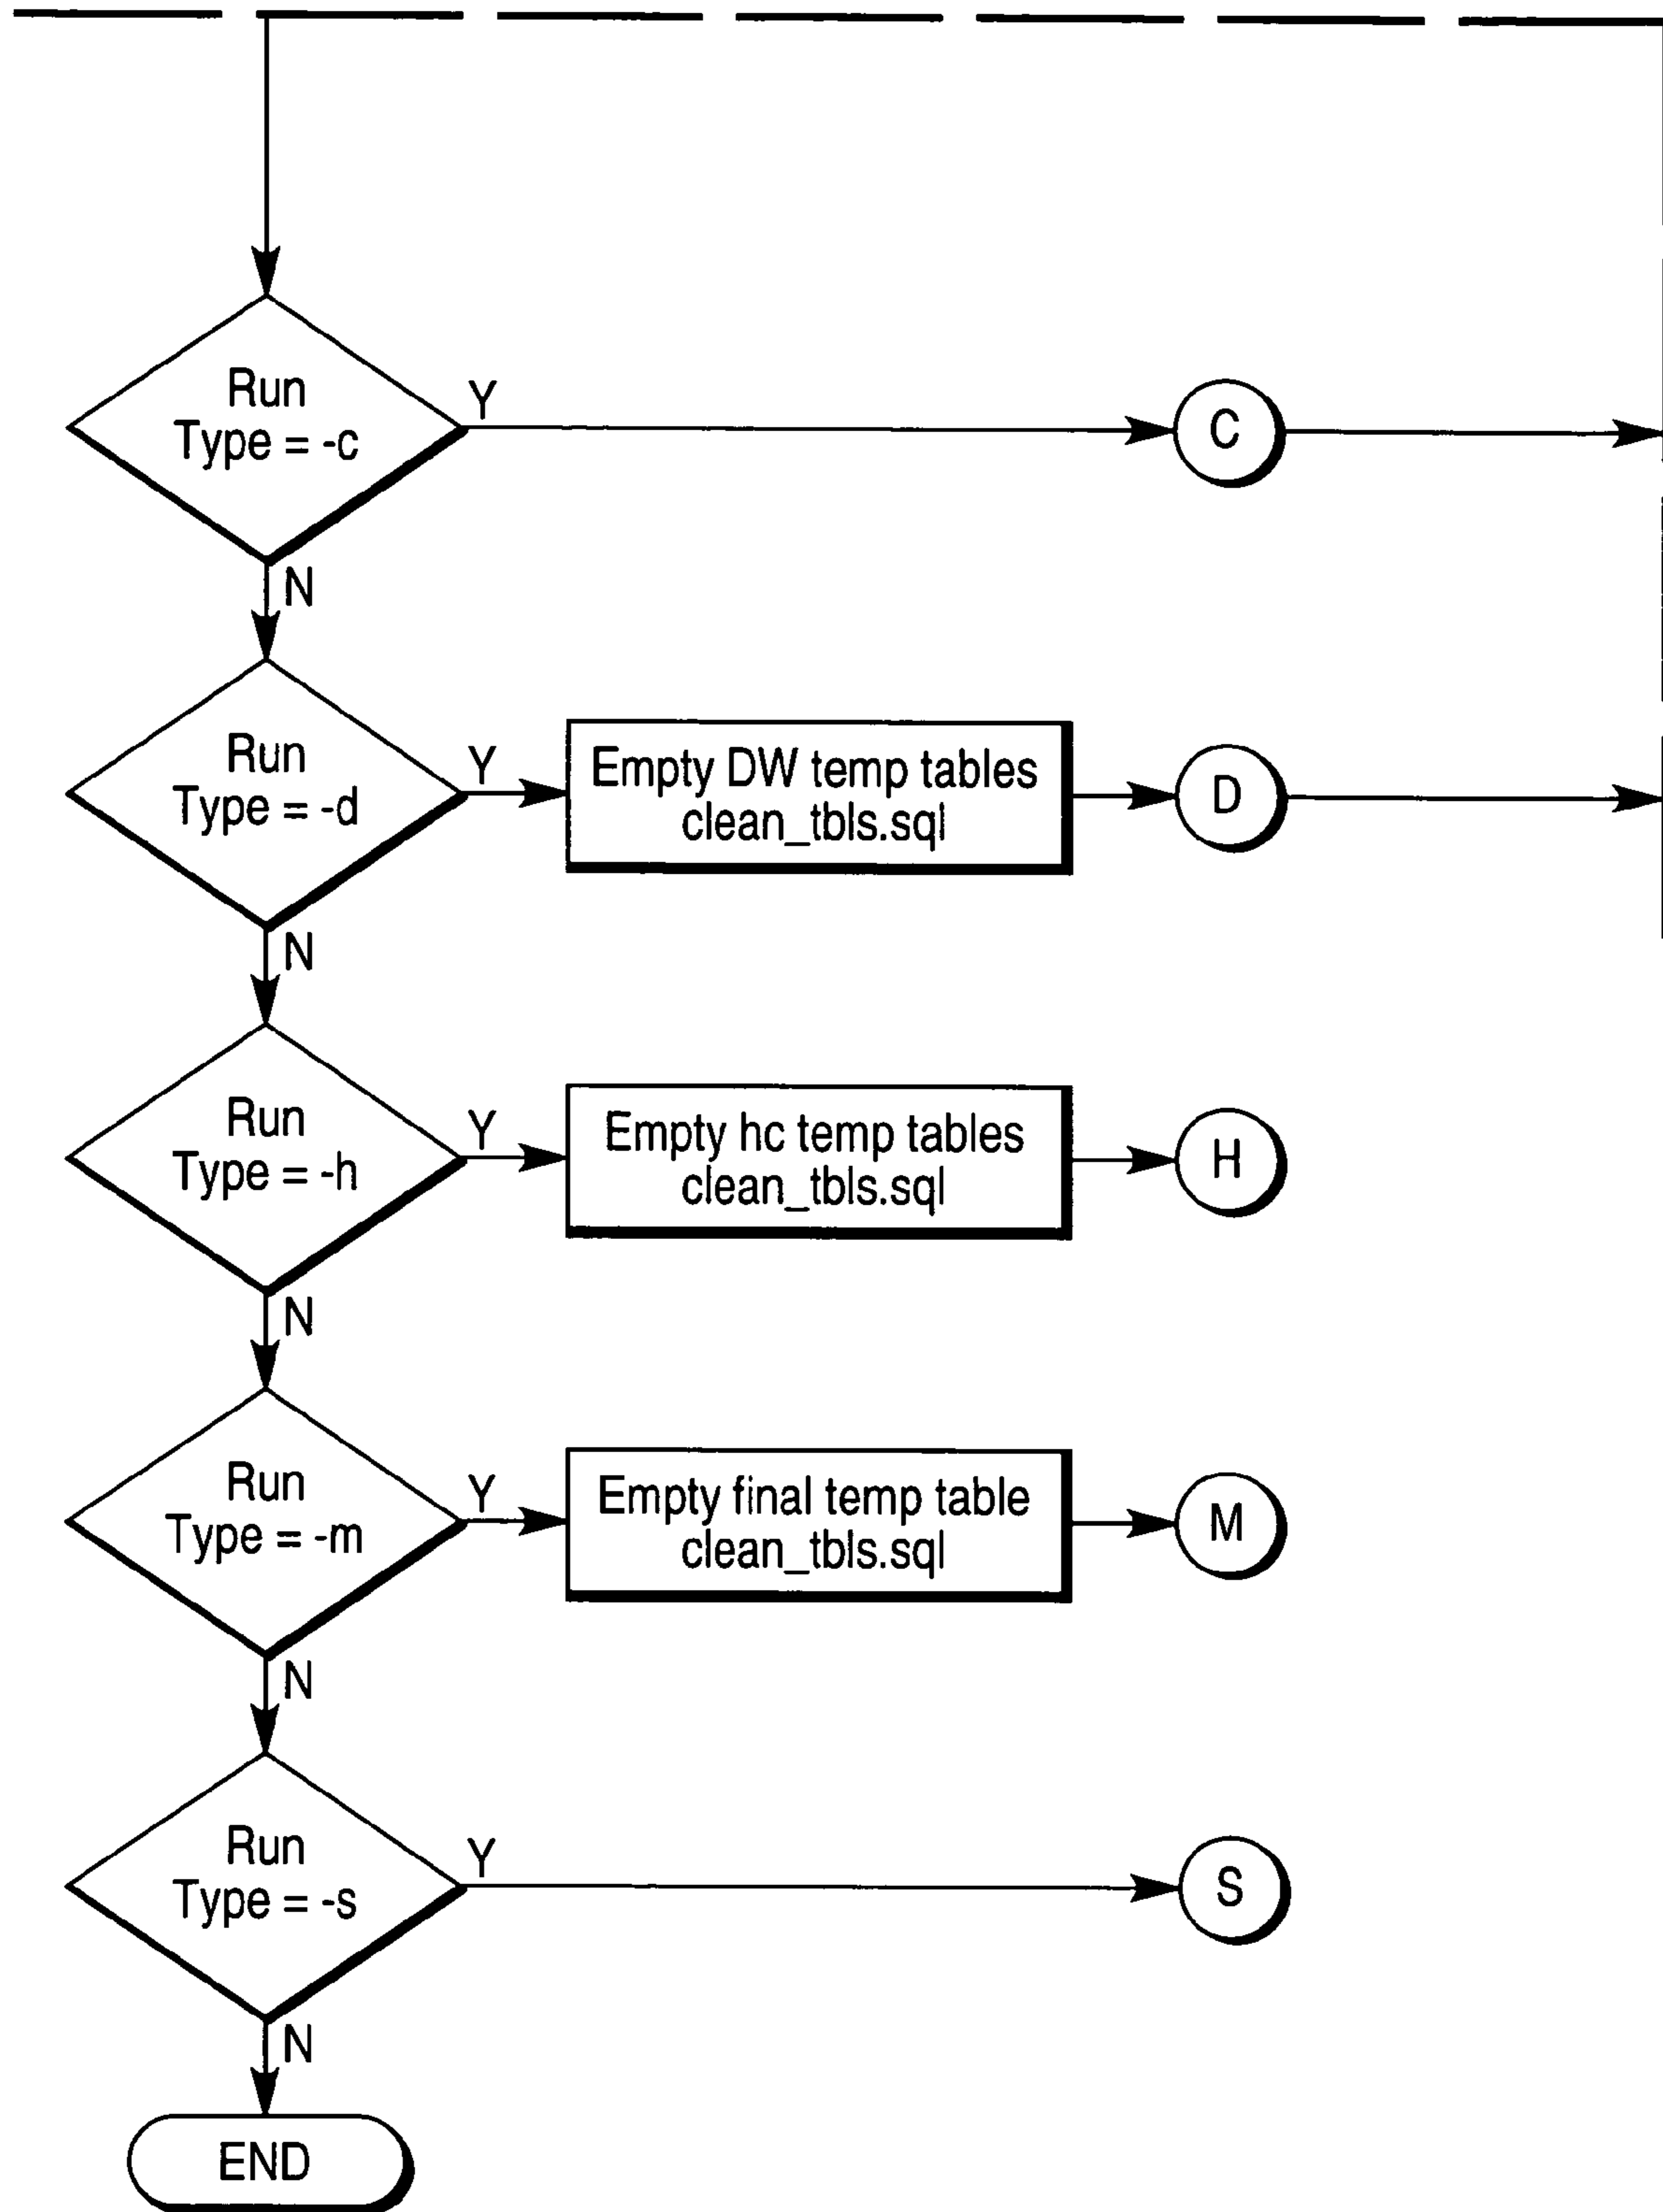 Run
Type = -c
Y
C
N
Run
Type = -d
Y
Empty DW temp tables
clean_tbls.sql
D
N
Run
Type = -h
Y
Empty hc temp tables
clean_tbls.sql
H
N
Run
Type = -m
Y
Empty final temp table
clean_tbls.sql
M
N
Run
Type = -s
Y
S
N
END